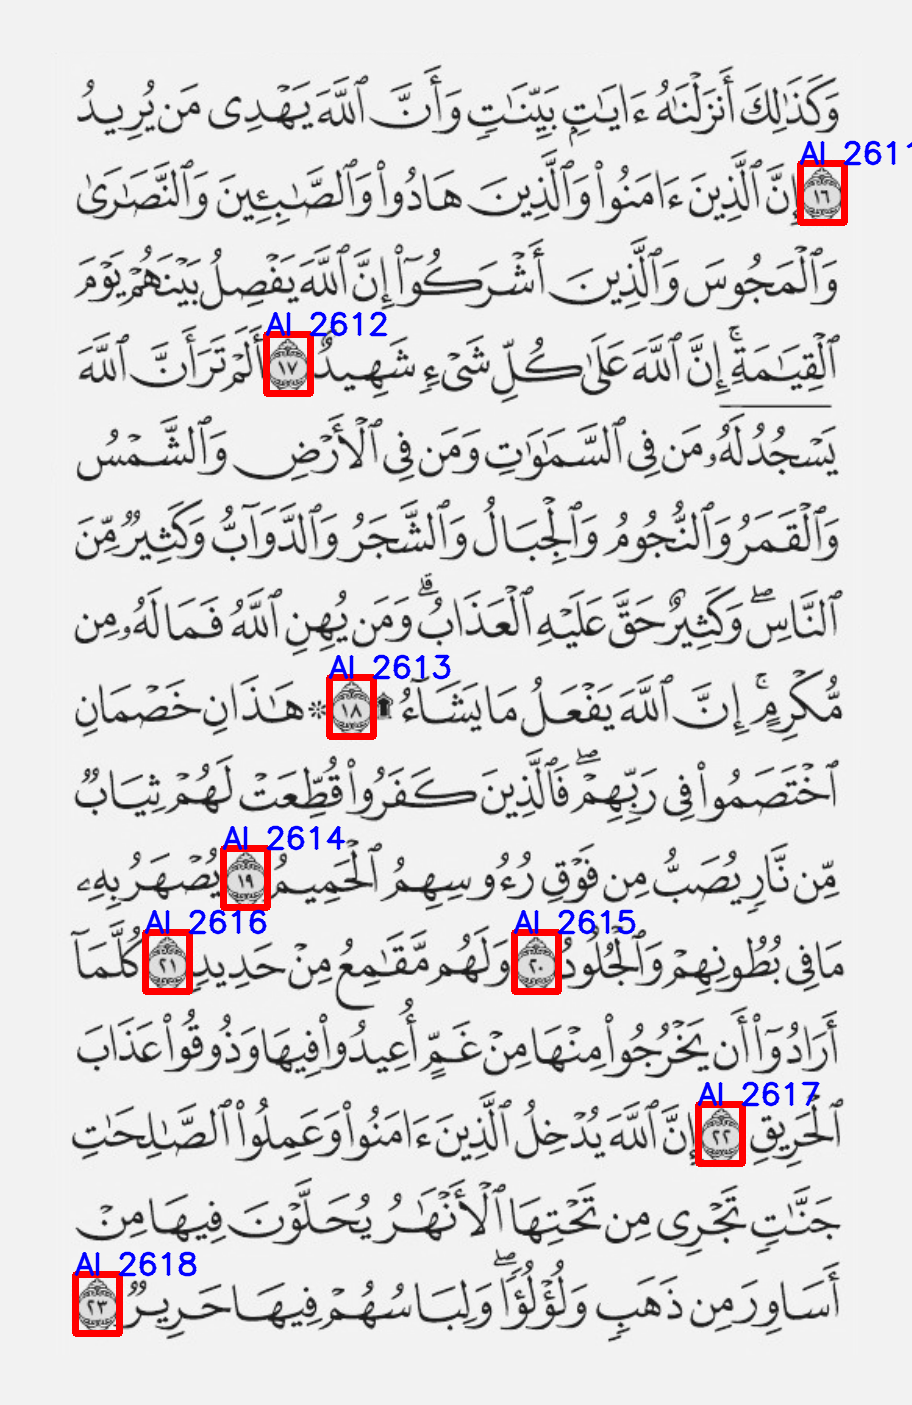 وَكَذَٰلِكَ أَنزَلْنَٰهُ ءَايَٰتٍۭ بَيِّنَٰتٍ وَأَنَّ ٱللَّهَ يَهْدِى مَن يُرِيدُ
AI 2611
١٦ إِنَّ ٱلَّذِينَ ءَامَنُوا۟ وَٱلَّذِينَ هَادُوا۟ وَٱلصَّٰبِـِٔينَ وَٱلنَّصَٰرَىٰ
وَٱلْمَجُوسَ وَٱلَّذِينَ أَشْرَكُوٓا۟ إِنَّ ٱللَّهَ يَفْصِلُ بَيْنَهُمْ يَوْمَ
AI 2612
ٱلْقِيَٰمَةِ ۚ إِنَّ ٱللَّهَ عَلَىٰ كُلِّ شَىْءٍ شَهِيدٌ ١٧ أَلَمْ تَرَ أَنَّ ٱللَّهَ
يَسْجُدُ لَهُۥ مَن فِى ٱلسَّمَٰوَٰتِ وَمَن فِى ٱلْأَرْضِ وَٱلشَّمْسُ
وَٱلْقَمَرُ وَٱلنُّجُومُ وَٱلْجِبَالُ وَٱلشَّجَرُ وَٱلدَّوَآبُّ وَكَثِيرٌ مِّنَ
ٱلنَّاسِ ۖ وَكَثِيرٌ حَقَّ عَلَيْهِ ٱلْعَذَابُ ۗ وَمَن يُهِنِ ٱللَّهُ فَمَا لَهُۥ مِن
AI 2613
مُّكْرِمٍ ۚ إِنَّ ٱللَّهَ يَفْعَلُ مَا يَشَآءُ ۩ ١٨ ۞ هَٰذَانِ خَصْمَانِ
ٱخْتَصَمُوا۟ فِى رَبِّهِمْ ۖ فَٱلَّذِينَ كَفَرُوا۟ قُطِّعَتْ لَهُمْ ثِيَابٌ
AI 2614
مِّن نَّارٍ يُصَبُّ مِن فَوْقِ رُءُوسِهِمُ ٱلْحَمِيمُ ١٩ يُصْهَرُ بِهِۦ
AI 2615 AI 2616
مَا فِى بُطُونِهِمْ وَٱلْجُلُودُ ٢٠ وَلَهُم مَّقَٰمِعُ مِنْ حَدِيدٍ ٢١ كُلَّمَآ
أَرَادُوٓا۟ أَن يَخْرُجُوا۟ مِنْهَا مِنْ غَمٍّ أُعِيدُوا۟ فِيهَا وَذُوقُوا۟ عَذَابَ
AI 2617
ٱلْحَرِيقِ ٢٢ إِنَّ ٱللَّهَ يُدْخِلُ ٱلَّذِينَ ءَامَنُوا۟ وَعَمِلُوا۟ ٱلصَّٰلِحَٰتِ
جَنَّٰتٍ تَجْرِى مِن تَحْتِهَا ٱلْأَنْهَٰرُ يُحَلَّوْنَ فِيهَا مِنْ
AI 2618
أَسَاوِرَ مِن ذَهَبٍ وَلُؤْلُؤًا ۖ وَلِبَاسُهُمْ فِيهَا حَرِيرٌ ٢٣